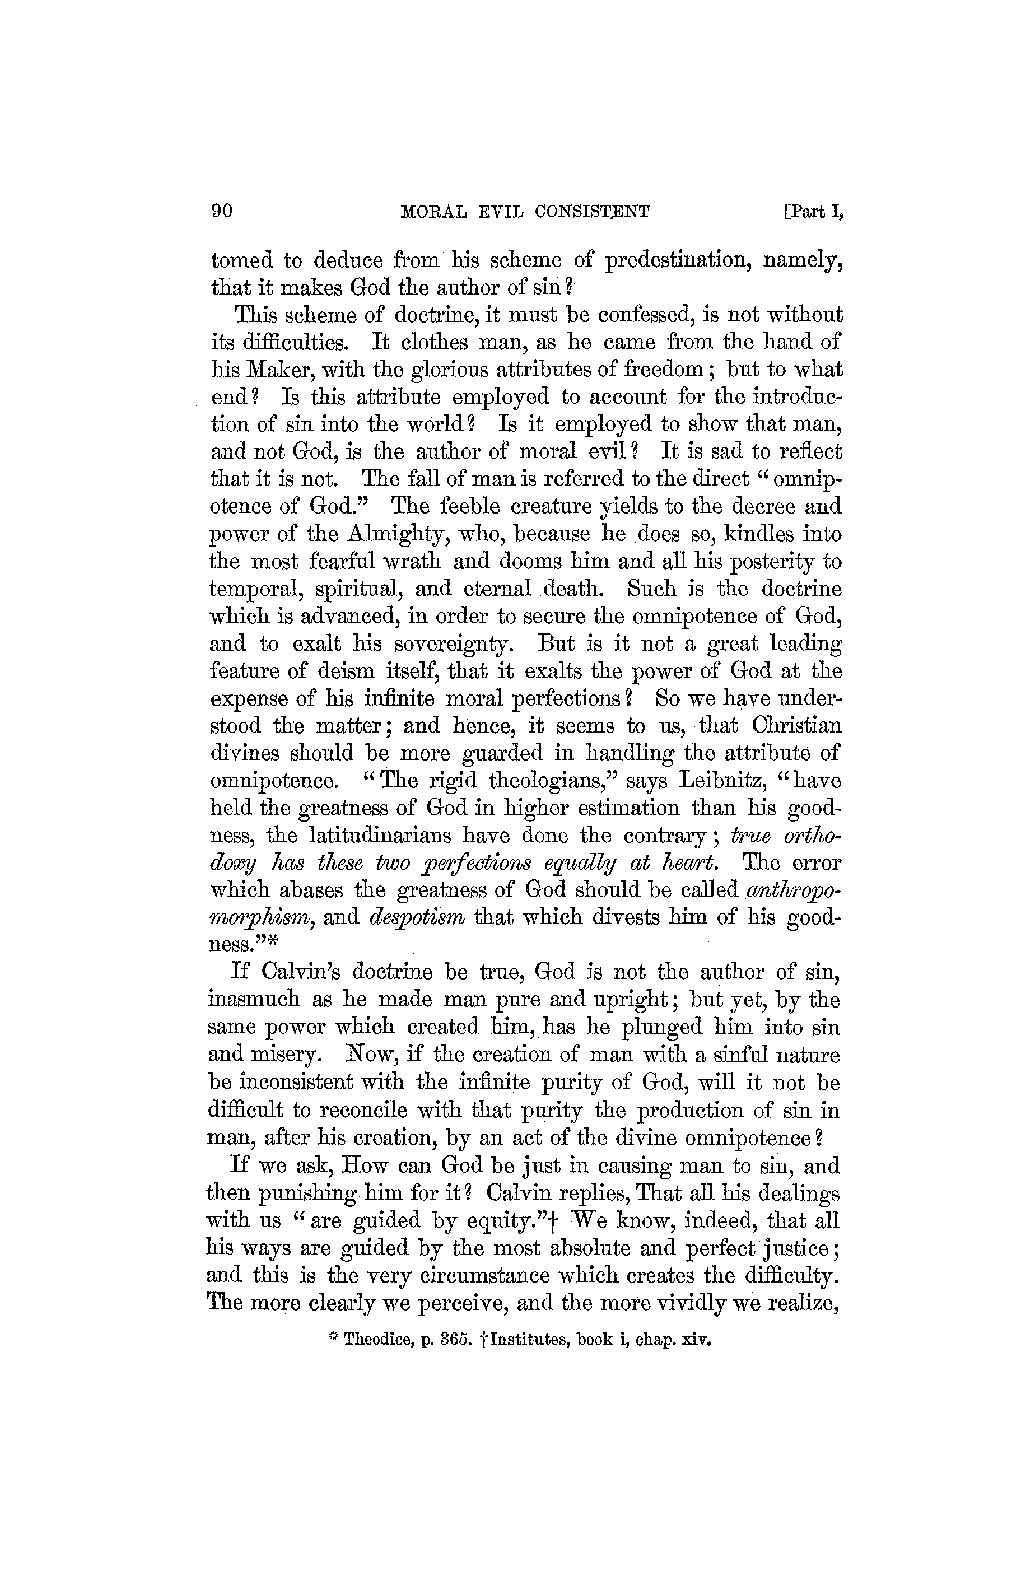 90 MORAL EVIL CONSISTENT [Part I,
tomed to deduce from his scheme of predestination, namely,
that it makes God the author of sin?
This scheme of doctrine, it must be confessed, is not without
its difficulties. It clothes man, as he came from the hand of
his Maker, with the glorious attributes of freedom; but to what
end? Is this attribute employed to account for the introduc-
tion of sin into the world? Is it employed to show that man,
and not God, is the author of moral evil? It is sad to reflect
that it is not. The fall of man is referred to the direct "omnip-
otence of God." The feeble creature yields to the decree and
power of the Almighty, who, because he does so, kindles into
the most fearful wrath and dooms him and all his posterity to
temporal, spiritual, and eternal death. Such is the doctrine
which is advanced, in order to secure the omnipotence of God,
and to exalt his sovereignty. But is it not a great leading
feature of deism itself, that it exalts the power of God at the
expense of his infinite moral perfections? So we have under-
stood the matter; and hence, it seems to us, that Christian
divines should be more guarded in handling the attribute of
omnipotence. "The rigid theologians," says Leibnitz, "have
held the greatness of God in higher estimation than his good-
ness, the latitudinarians have done the contrary; true ortho-
doxy has these two perfections equally at heart. The error
which abases the greatness of God should be called anthropo-
morphism, and despotism that which divests him of his good-
ness."*
If Calvin's doctrine be true, God is not the author of sin,
inasmuch as he made man pure and upright; but yet, by the
same power which created him, has he plunged him into sin
and misery. Now, if the creation of man with a sinful nature
be inconsistent with the infinite purity of God, will it not be
difficult to reconcile with that purity the production of sin in
man, after his creation, by an act of the divine omnipotence?
If we ask, How can God be just in causing man to sin, and
then punishing him for it? Calvin replies, That all his dealings
with us "are guided by equity."† We know, indeed, that all
his ways are guided by the most absolute and perfect justice;
and this is the very circumstance which creates the difficulty.
The more clearly we perceive, and the more vividly we realize,
* Theodice, p. 365. †Institutes, book i, chap. xiv.